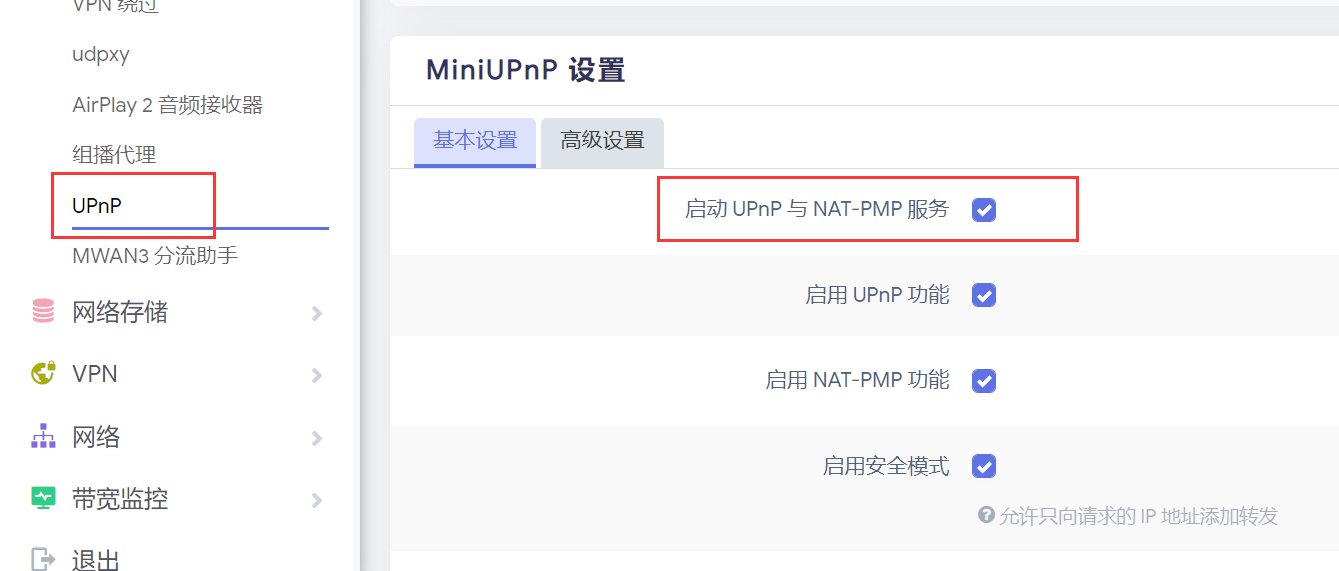 VPN 绕过
udpxy
AirPlay 2 音频接收器
组播代理
UPnP
MWAN3 分流助手
网络存储
VPN
网络
带宽监控
退出
MiniUPnP 设置
基本设置
高级设置
启动 UPnP 与 NAT-PMP 服务
启用 UPnP 功能
启用 NAT-PMP 功能
启用安全模式
允许只向请求的 IP 地址添加转发